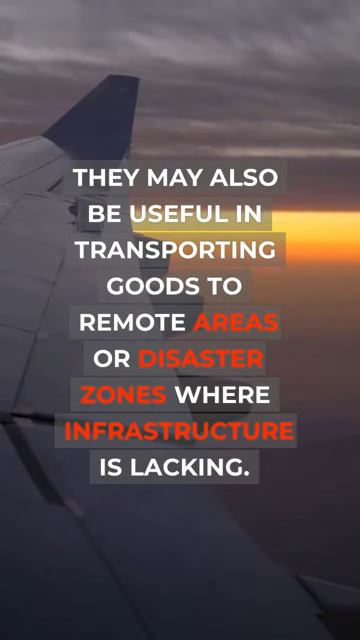 THEY MAY ALSO
BE USEFUL IN
TRANSPORTING
GOODS TO
REMOTE AREAS
OR DISASTER
ZONES WHERE
INFRASTRUCTURE
IS LACKING.